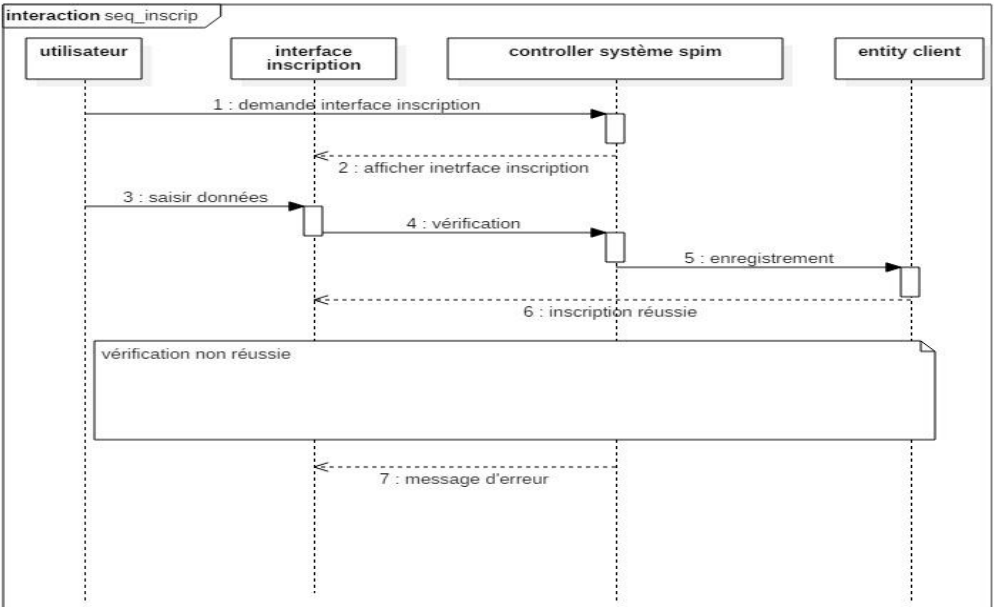 interaction seq_inscrip
utilisateur
interface
inscription
controller système spim
entity client
1 : demande interface inscription
2 : afficher inetrface inscription
3 : saisir données
4 : vérification
5 : enregistrement
6 : inscription réussie
vérification non réussie
7 : message d'erreur